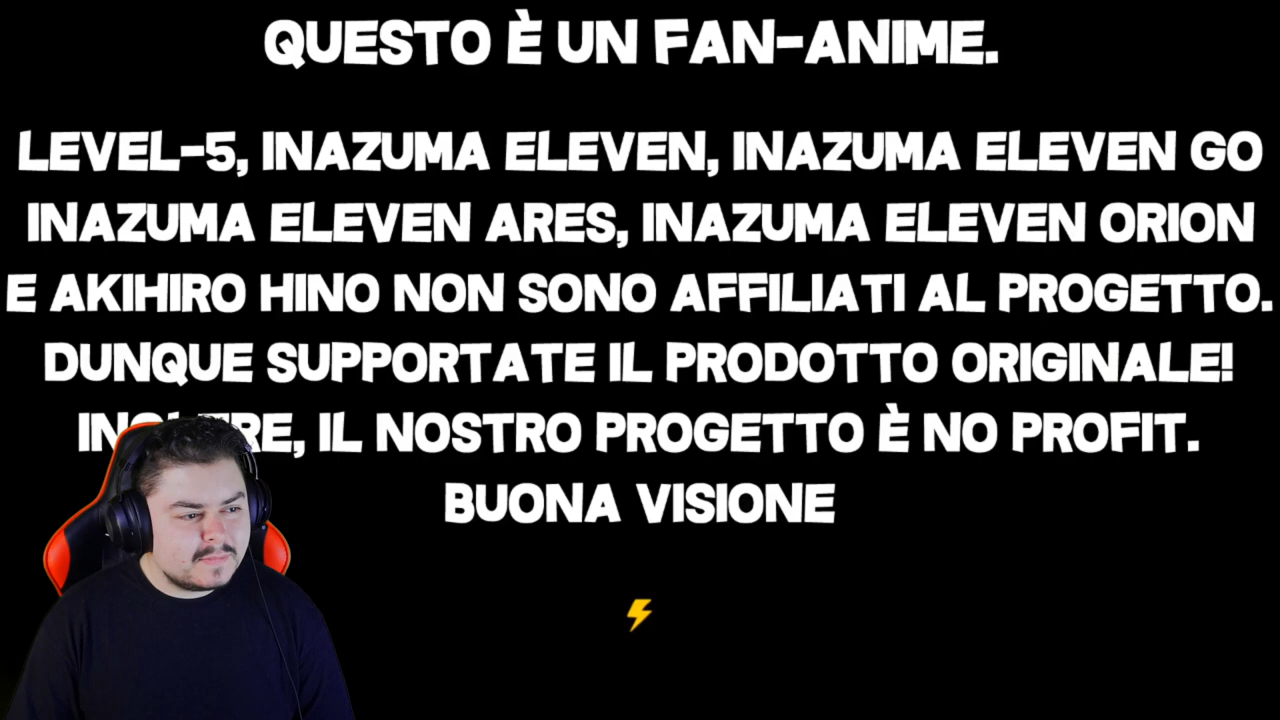 QUESTO È UN FAN-ANIME.
LEVEL-5, INAZUMA ELEVEN, INAZUMA ELEVEN GO
INAZUMA ELEVEN ARES, INAZUMA ELEVEN ORION
E AKIHIRO HINO NON SONO AFFILIATI AL PROGETTO.
DUNQUE SUPPORTATE IL PRODOTTO ORIGINALE!
IL NOSTRO PROGETTO È NO PROFIT.
BUONA VISIONE